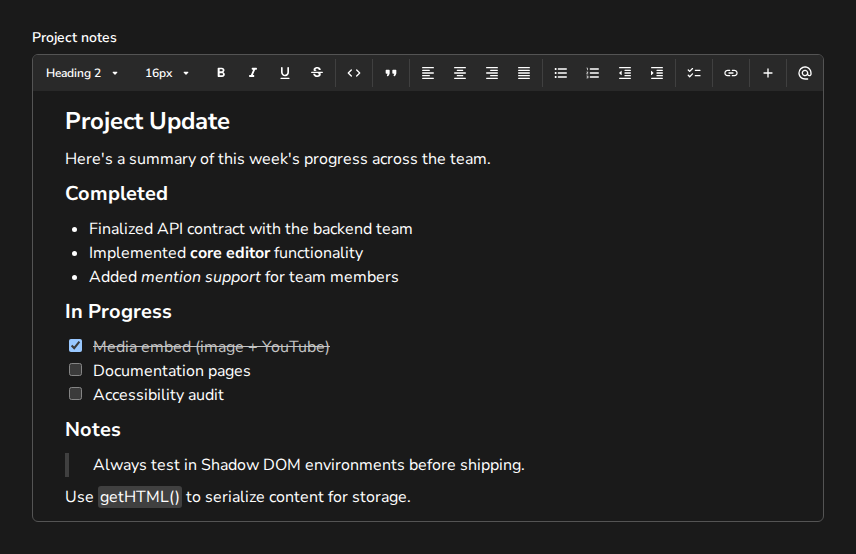 Project notes
Heading 2 16px B I U S @
Project Update
Here's a summary of this week's progress across the team.
Completed
Finalized API contract with the backend team
Implemented core editor functionality
Added mention support for team members
In Progress
Media embed (image + YouTube)
Documentation pages
Accessibility audit
Notes
Always test in Shadow DOM environments before shipping.
Use getHTML() to serialize content for storage.